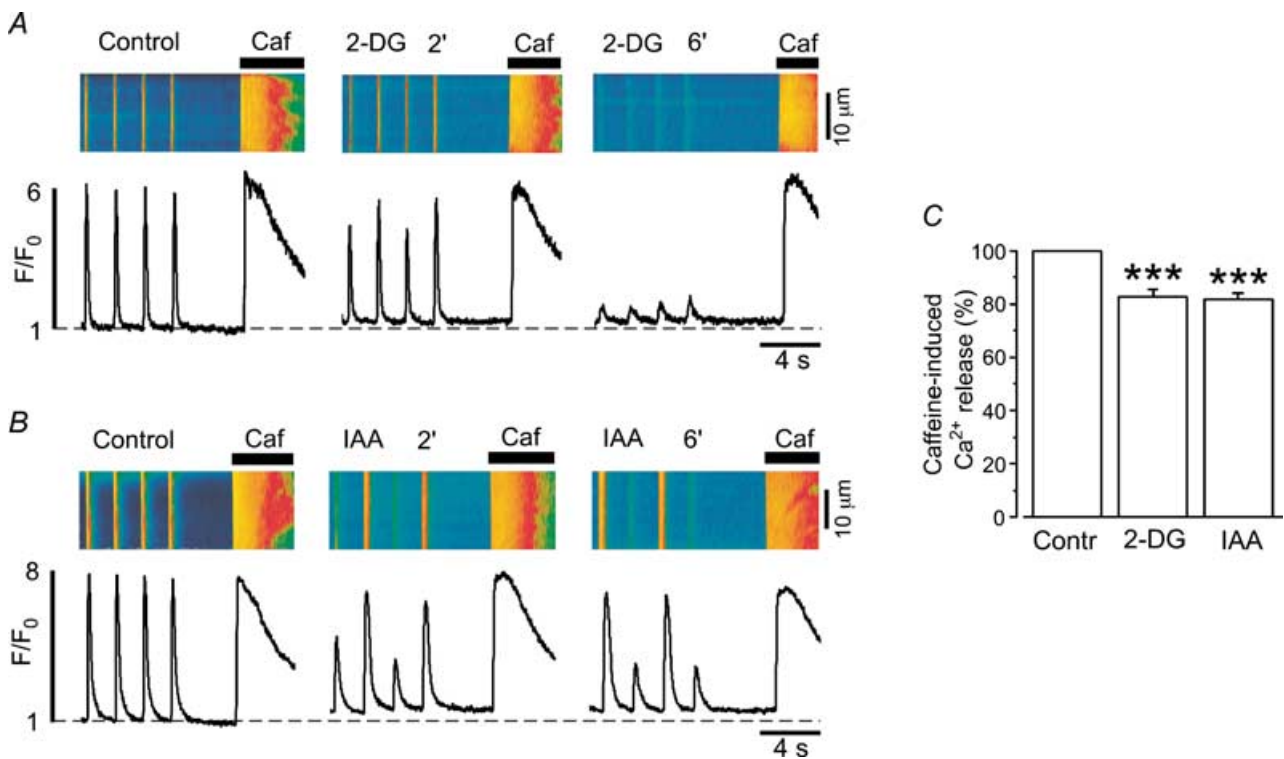 A
Control Caf 2-DG 2' Caf 2-DG 6' Caf
10 µm
6
F/F0
1
4 s
B
Control Caf IAA 2' Caf IAA 6' Caf
10 µm
8
F/F0
1
4 s
C
Caffeine-induced
Ca2+ release (%)
100
80
60
40
20
0
*** ***
Contr 2-DG IAA